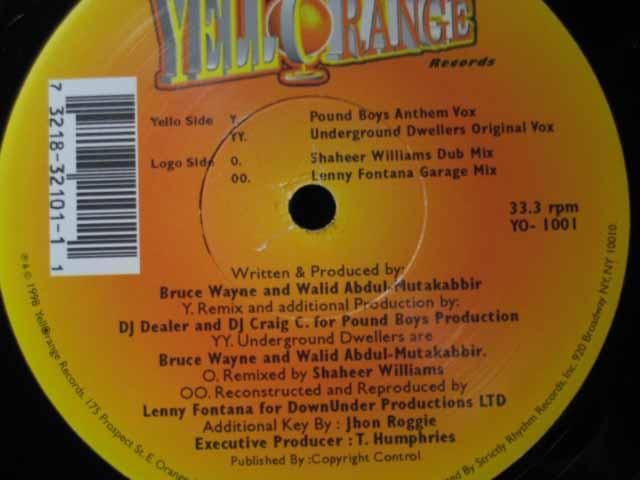 YELLORANGE
Records
7 3218-32101-1 1
Yello Side Y. Pound Boys Anthem Vox
YY. Underground Dwellers Original Vox
Logo Side O. Shaheer Williams Dub Mix
OO. Lenny Fontana Garage Mix
33.3 rpm
YO- 1001
Written & Produced by:
Bruce Wayne and Walid Abdul-Mutakabbir
Y. Remix and additional Production by:
DJ Dealer and DJ Craig C. for Pound Boys Production
YY. Underground Dwellers are
Bruce Wayne and Walid Abdul-Mutakabbir.
O. Remixed by Shaheer Williams
OO. Reconstructed and Reproduced by
Lenny Fontana for DownUnder Productions LTD
Additional Key By : Jhon Roggie
Executive Producer : T. Humphries
Published By :Copyright Control
℗ & © 1998 YellOrange Records. 175 Prospect St. E. Orange
by Strictly Rhythm Records, Inc. 920 Broadway NY, NY 10010